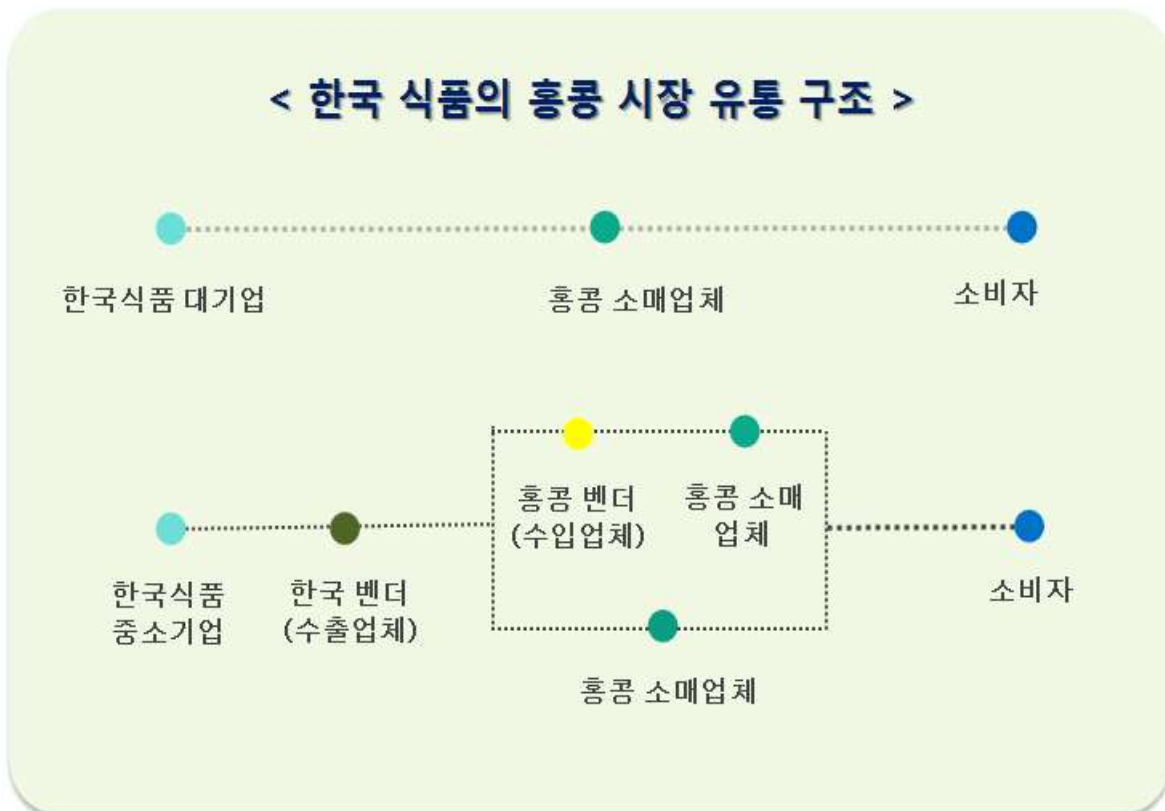 < 한국 식품의 홍콩 시장 유통 구조 >
한국식품 대기업
홍콩 소매업체
소비자
홍콩 벤더
(수입업체)
홍콩 소매
업체
한국식품
중소기업
한국 벤더
(수출업체)
소비자
홍콩 소매업체